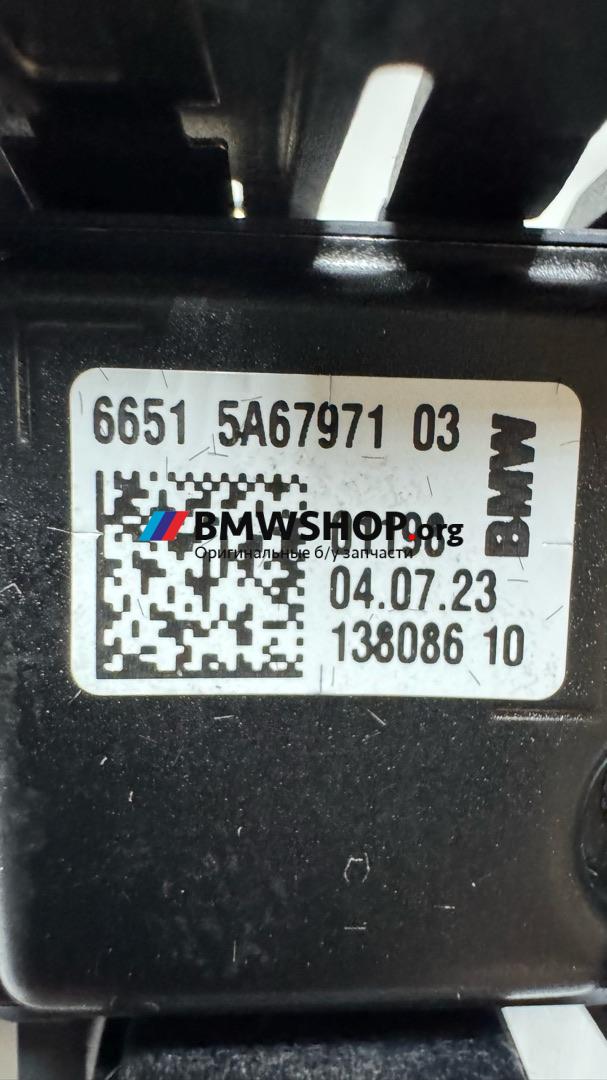 6651 5A67971 03
BMW
BMWSHOP.org
Оригинальные б/у запчасти
04.07.23
138086 10